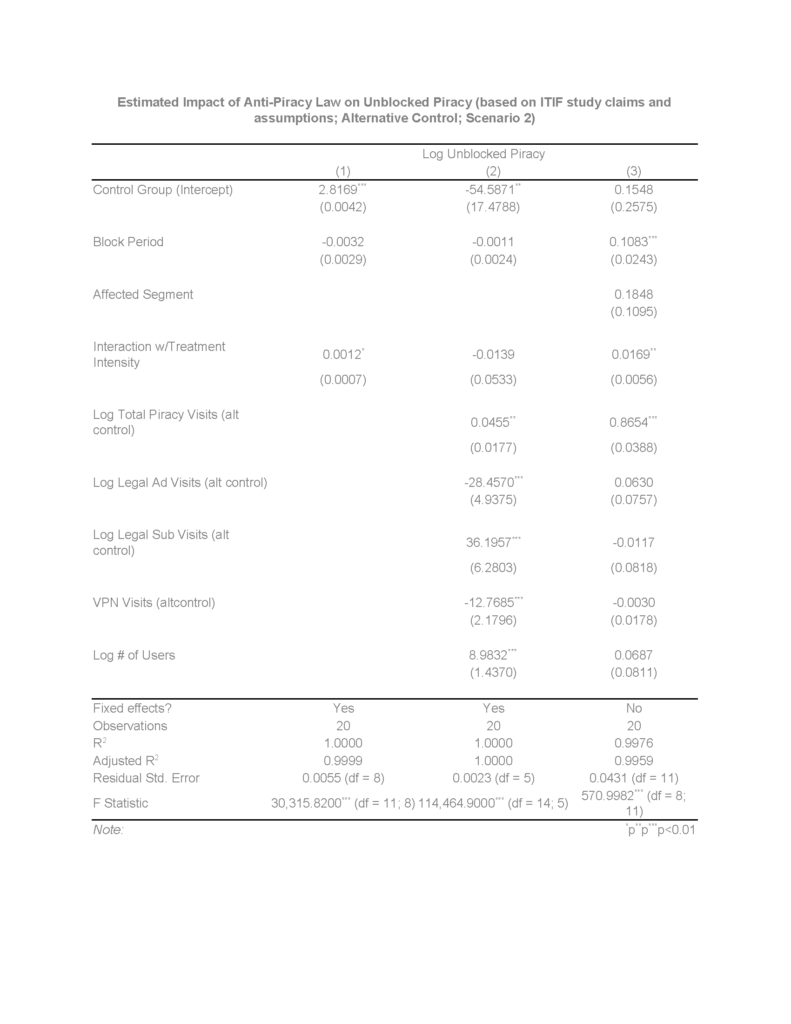 Estimated Impact of Anti-Piracy Law on Unblocked Piracy (based on ITIF study claims and
assumptions; Alternative Control; Scenario 2)
Log Unblocked Piracy
(1) (2) (3)
Control Group (Intercept) 2.8169*** -54.5871** 0.1548
(0.0042) (17.4788) (0.2575)
Block Period -0.0032 -0.0011 0.1083***
(0.0029) (0.0024) (0.0243)
Affected Segment 0.1848
(0.1095)
Interaction w/Treatment
Intensity 0.0012* -0.0139 0.0169**
(0.0007) (0.0533) (0.0056)
Log Total Piracy Visits (alt
control) 0.0455** 0.8654***
(0.0177) (0.0388)
Log Legal Ad Visits (alt control) -28.4570*** 0.0630
(4.9375) (0.0757)
Log Legal Sub Visits (alt
control) 36.1957*** -0.0117
(6.2803) (0.0818)
VPN Visits (altcontrol) -12.7685*** -0.0030
(2.1796) (0.0178)
Log # of Users 8.9832*** 0.0687
(1.4370) (0.0811)
Fixed effects? Yes Yes No
Observations 20 20 20
R2 1.0000 1.0000 0.9976
Adjusted R2 0.9999 1.0000 0.9959
Residual Std. Error 0.0055 (df = 8) 0.0023 (df = 5) 0.0431 (df = 11)
F Statistic 30,315.8200*** (df = 11; 8) 114,464.9000*** (df = 14; 5) 570.9982*** (df = 8;
11)
Note: *p**p***p<0.01